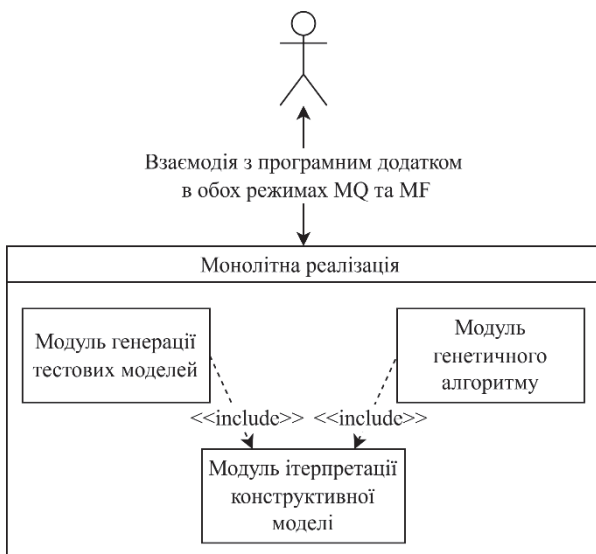 Взаємодія з програмним додатком
в обох режимах MQ та MF
Монолітна реалізація
Модуль генерації
тестових моделей
Модуль
генетичного
алгоритму
<<include>>
<<include>>
Модуль ітерпретації
конструктивної
моделі